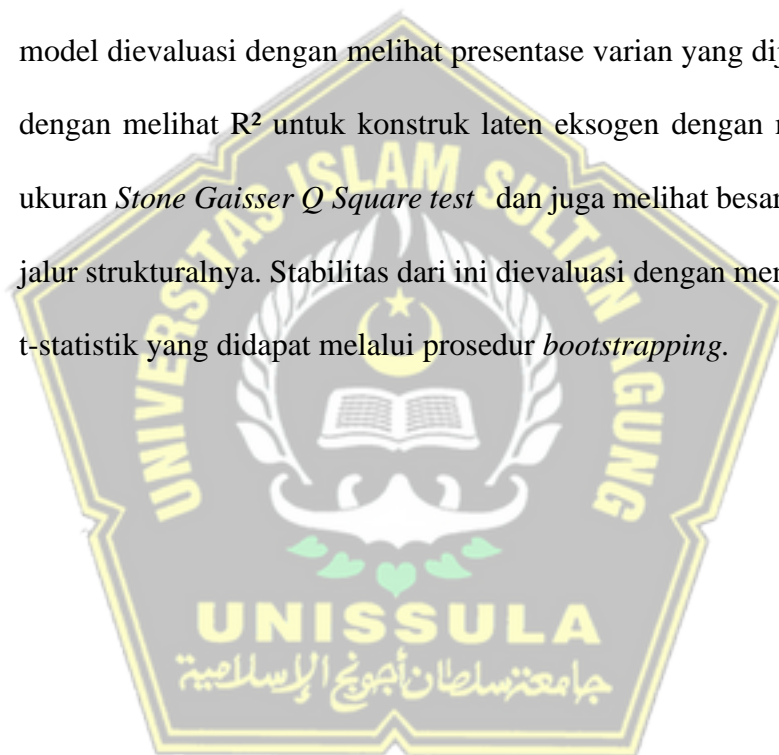 model dievaluasi dengan melihat presentase varian yang dij
dengan melihat R² untuk konstruk laten eksogen dengan
ukuran Stone Gaisser Q Square test dan juga melihat besar
jalur strukturalnya. Stabilitas dari ini dievaluasi dengan mer
t-statistik yang didapat melalui prosedur bootstrapping.
UNIVERSITAS ISLAM SULTAN AGUNG
UNISSULA
جامعة سلطان أجونج الإسلامية